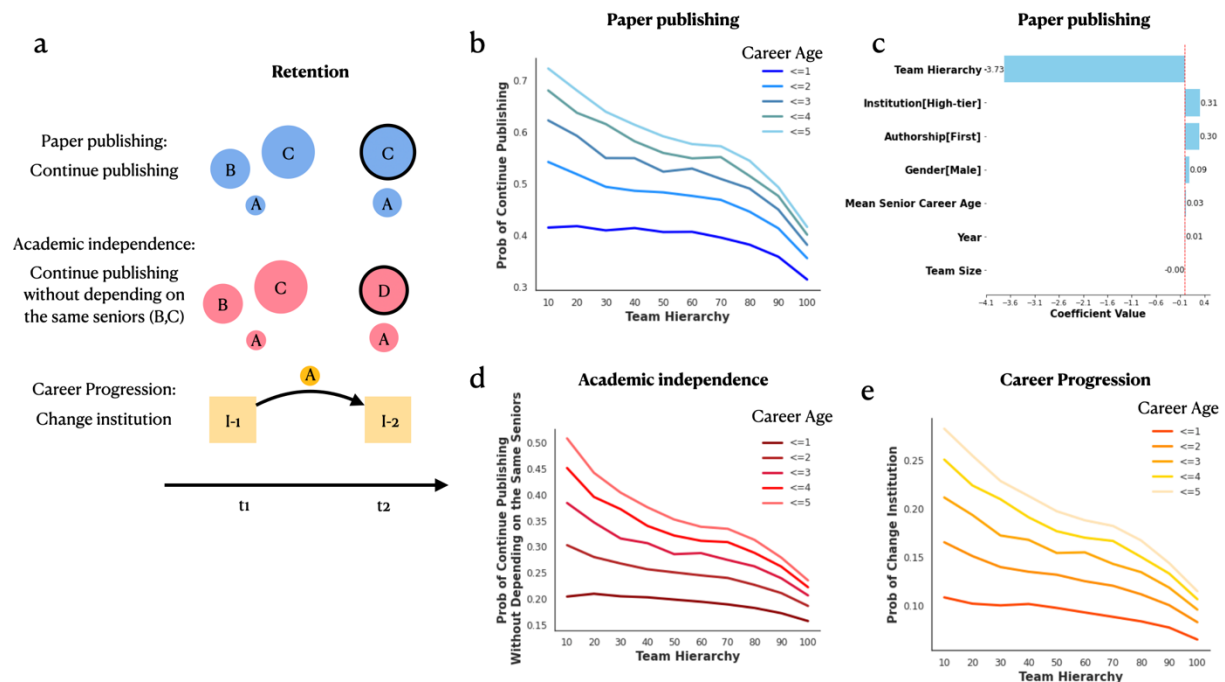 a
Retention
Paper publishing:
Continue publishing
B
C
A
C
A
Academic independence:
Continue publishing
without depending on
the same seniors (B,C)
B
C
A
D
A
Career Progression:
Change institution
A
I-1
I-2
t1
t2
b
Paper publishing
Career Age
<=1
<=2
<=3
<=4
<=5
Prob of Continue Publishing
0.7
0.6
0.5
0.4
0.3
10 20 30 40 50 60 70 80 90 100
Team Hierarchy
c
Paper publishing
Team Hierarchy
-3.73
Institution[High-tier]
0.31
Authorship[First]
0.30
Gender[Male]
0.09
Mean Senior Career Age
0.03
Year
0.01
Team Size
-0.00
−4.1 −3.6 −3.1 −2.6 −2.1 −1.6 −1.1 −0.6 −0.1 0.4
Coefficient Value
d
Academic independence
Career Age
<=1
<=2
<=3
<=4
<=5
Prob of Continue Publishing
Without Depending on the Same Seniors
0.50
0.45
0.40
0.35
0.30
0.25
0.20
0.15
10 20 30 40 50 60 70 80 90 100
Team Hierarchy
e
Career Progression
Career Age
<=1
<=2
<=3
<=4
<=5
Prob of Change Institution
0.25
0.20
0.15
0.10
10 20 30 40 50 60 70 80 90 100
Team Hierarchy